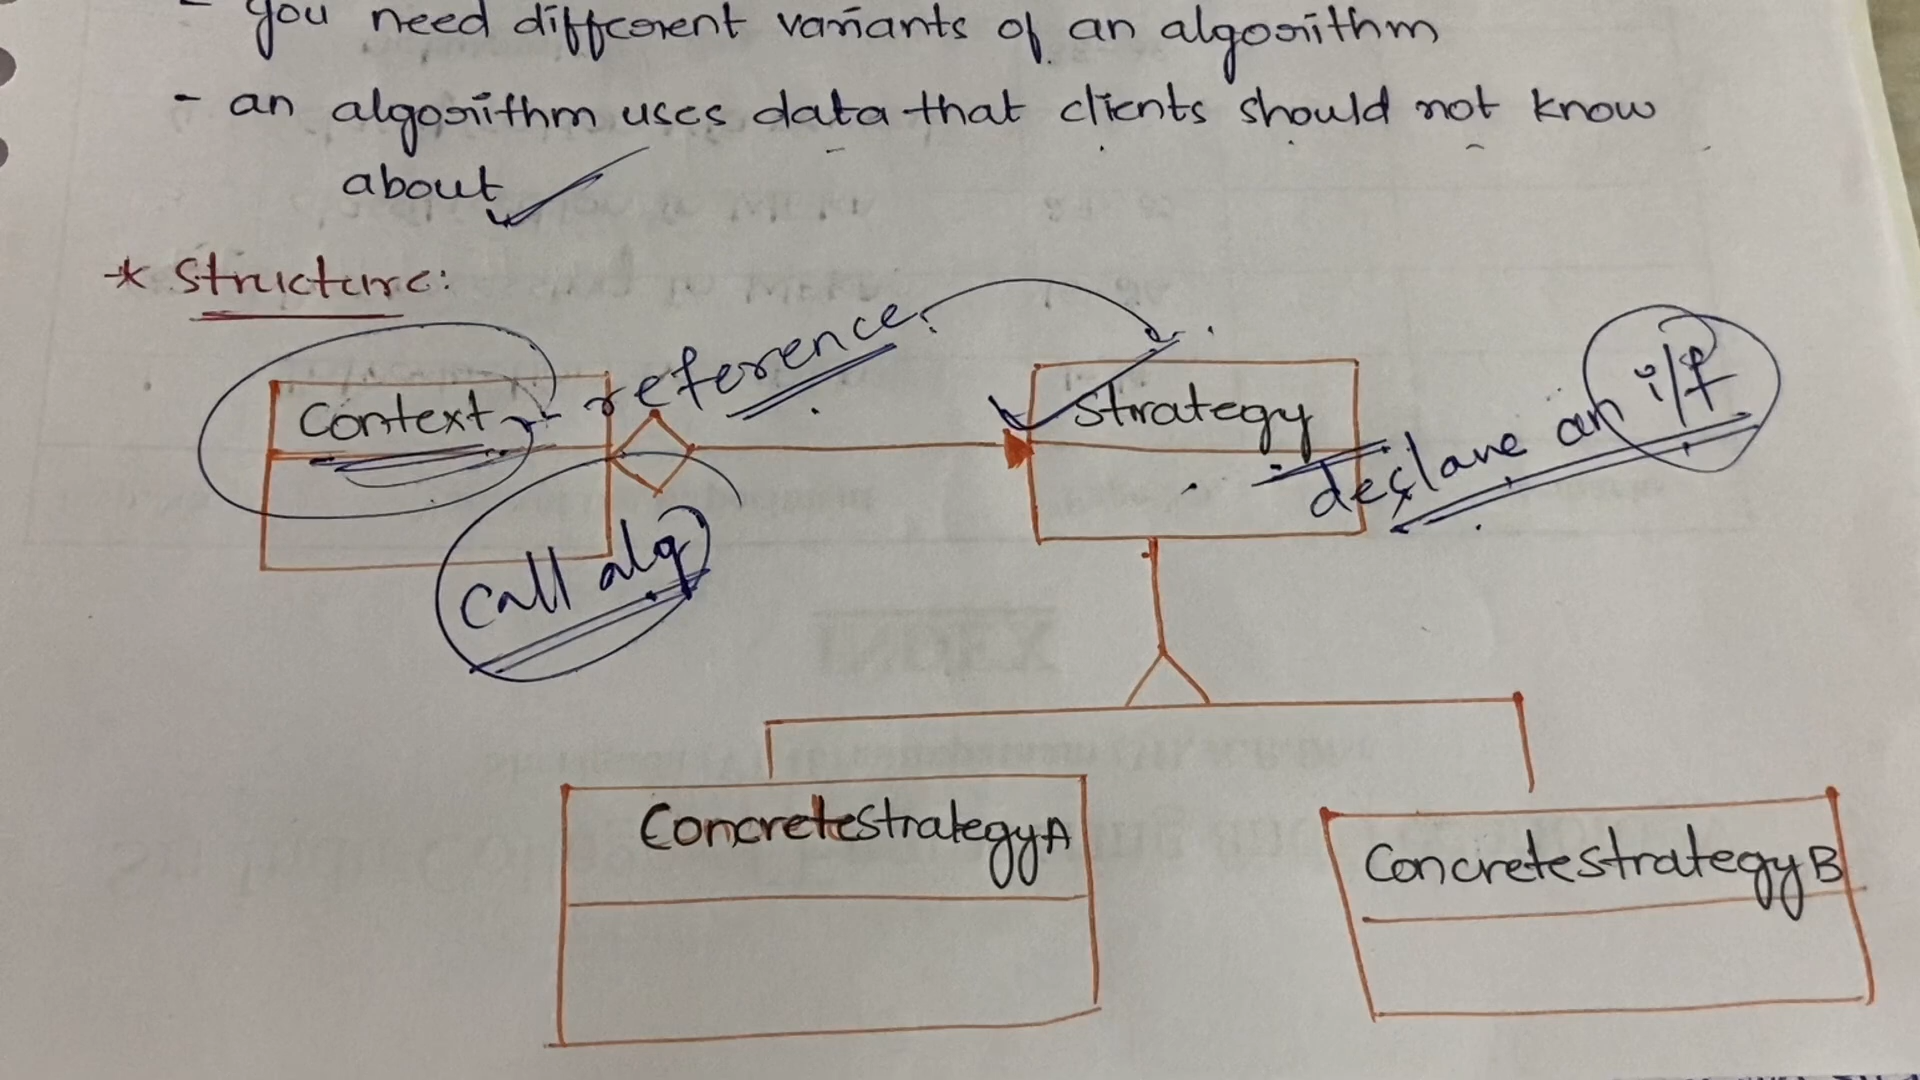 - you need different variants of an algorithm
- an algorithm uses data that clients should not know
about
* Structure:
Context - reference
Strategy
declare an i/f
call alg
ConcreteStrategyA
ConcreteStrategyB